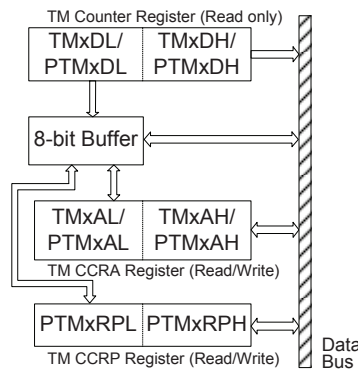 TM Counter Register (Read only)
TMxDL/ TMxDH/
PTMxDL PTMxDH
8-bit Buffer
TMxAL/ TMxAH/
PTMxAL PTMxAH
TM CCRA Register (Read/Write)
PTMxRPL PTMxRPH
TM CCRP Register (Read/Write)
Data
Bus